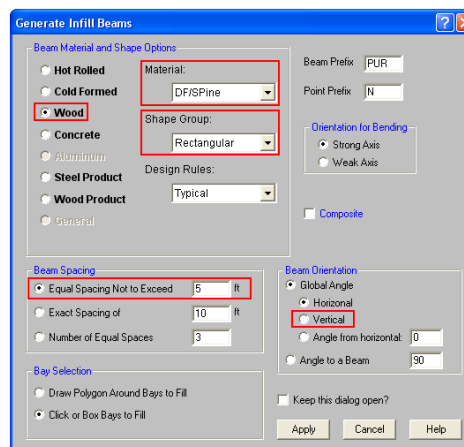 Generate Infill Beams
Beam Material and Shape Options
Hot Rolled
Cold Formed
Wood
Concrete
Aluminum
Steel Product
Wood Product
General
Material:
DF/SPine
Shape Group:
Rectangular
Design Rules:
Typical
Beam Prefix PUR
Point Prefix N
Orientation for Bending
Strong Axis
Weak Axis
Composite
Beam Spacing
Equal Spacing Not to Exceed 5 ft
Exact Spacing of 10 ft
Number of Equal Spaces 3
Beam Orientation
Global Angle
Horizonal
Vertical
Angle from horizontal: 0
Angle to a Beam 90
Bay Selection
Draw Polygon Around Bays to Fill
Click or Box Bays to Fill
Keep this dialog open?
Apply Cancel Help